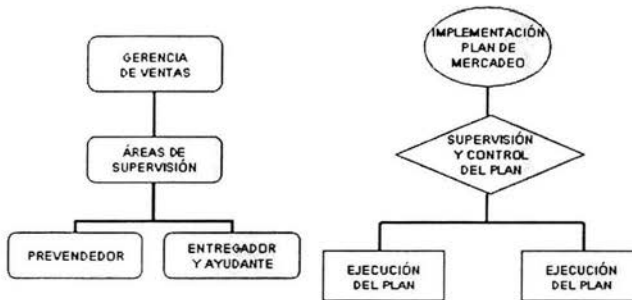 GERENCIA
DE VENTAS
ÁREAS DE
SUPERVISIÓN
PREVENDEDOR
ENTREGADOR
Y AYUDANTE
IMPLEMENTACIÓN
PLAN DE
MERCADEO
SUPERVISIÓN
Y CONTROL
DEL PLAN
EJECUCIÓN
DEL PLAN
EJECUCIÓN
DEL PLAN